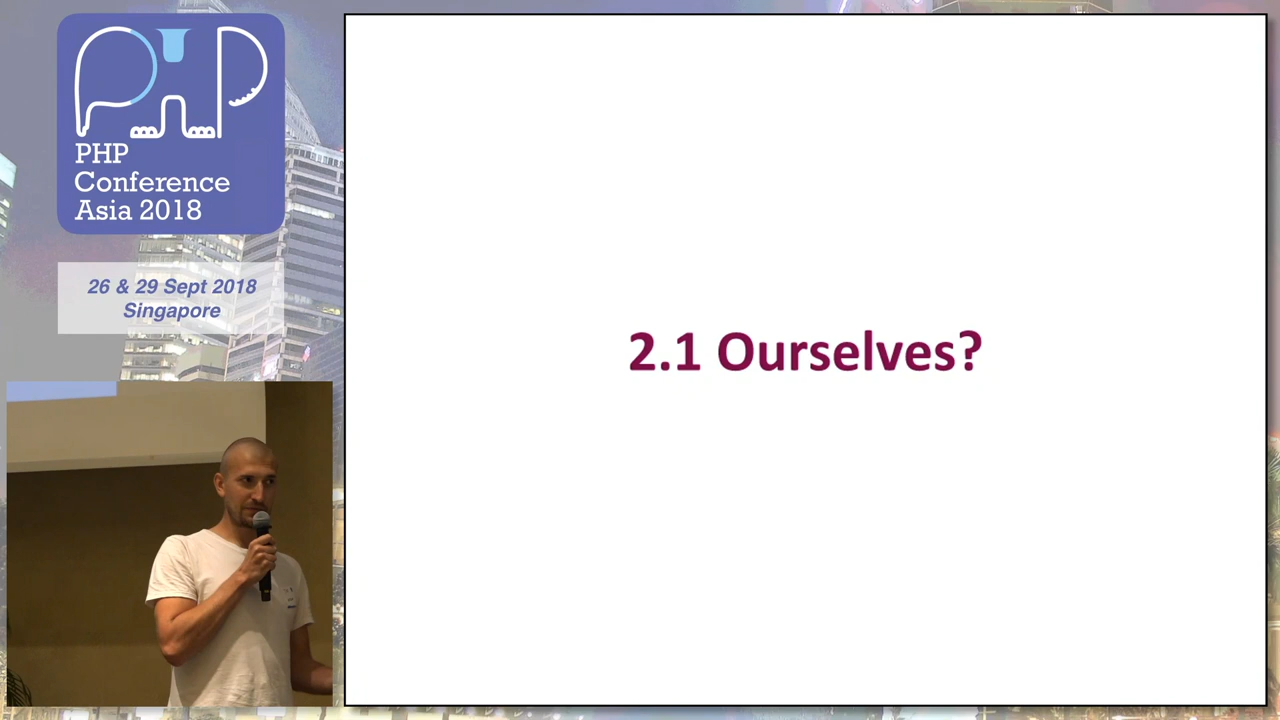 PHP
Conference
Asia 2018
26 & 29 Sept 2018
Singapore
2.1 Ourselves?